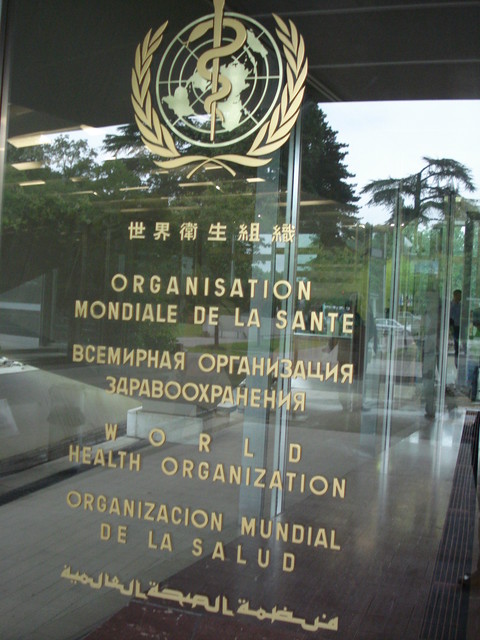 世界衛生組織
ORGANISATION
MONDIALE DE LA SANTE
ВСЕМИРНАЯ ОРГАНИЗАЦИЯ
ЗДРАВООХРАНЕНИЯ
WORLD
HEALTH ORGANIZATION
ORGANIZACION MUNDIAL
DE LA SALUD
منظمة الصحة العالمية